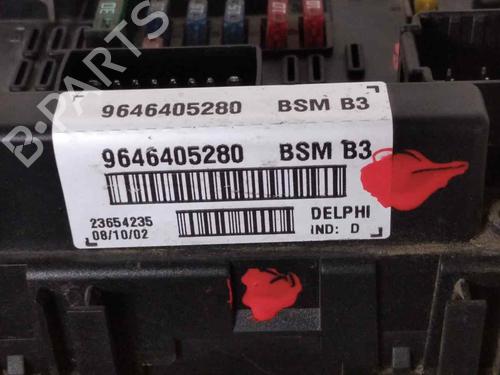 9646405280 BSM B3
9646405280 BSM B3
23654235 DELPHI
08/10/02 IND: D
B-PARTS